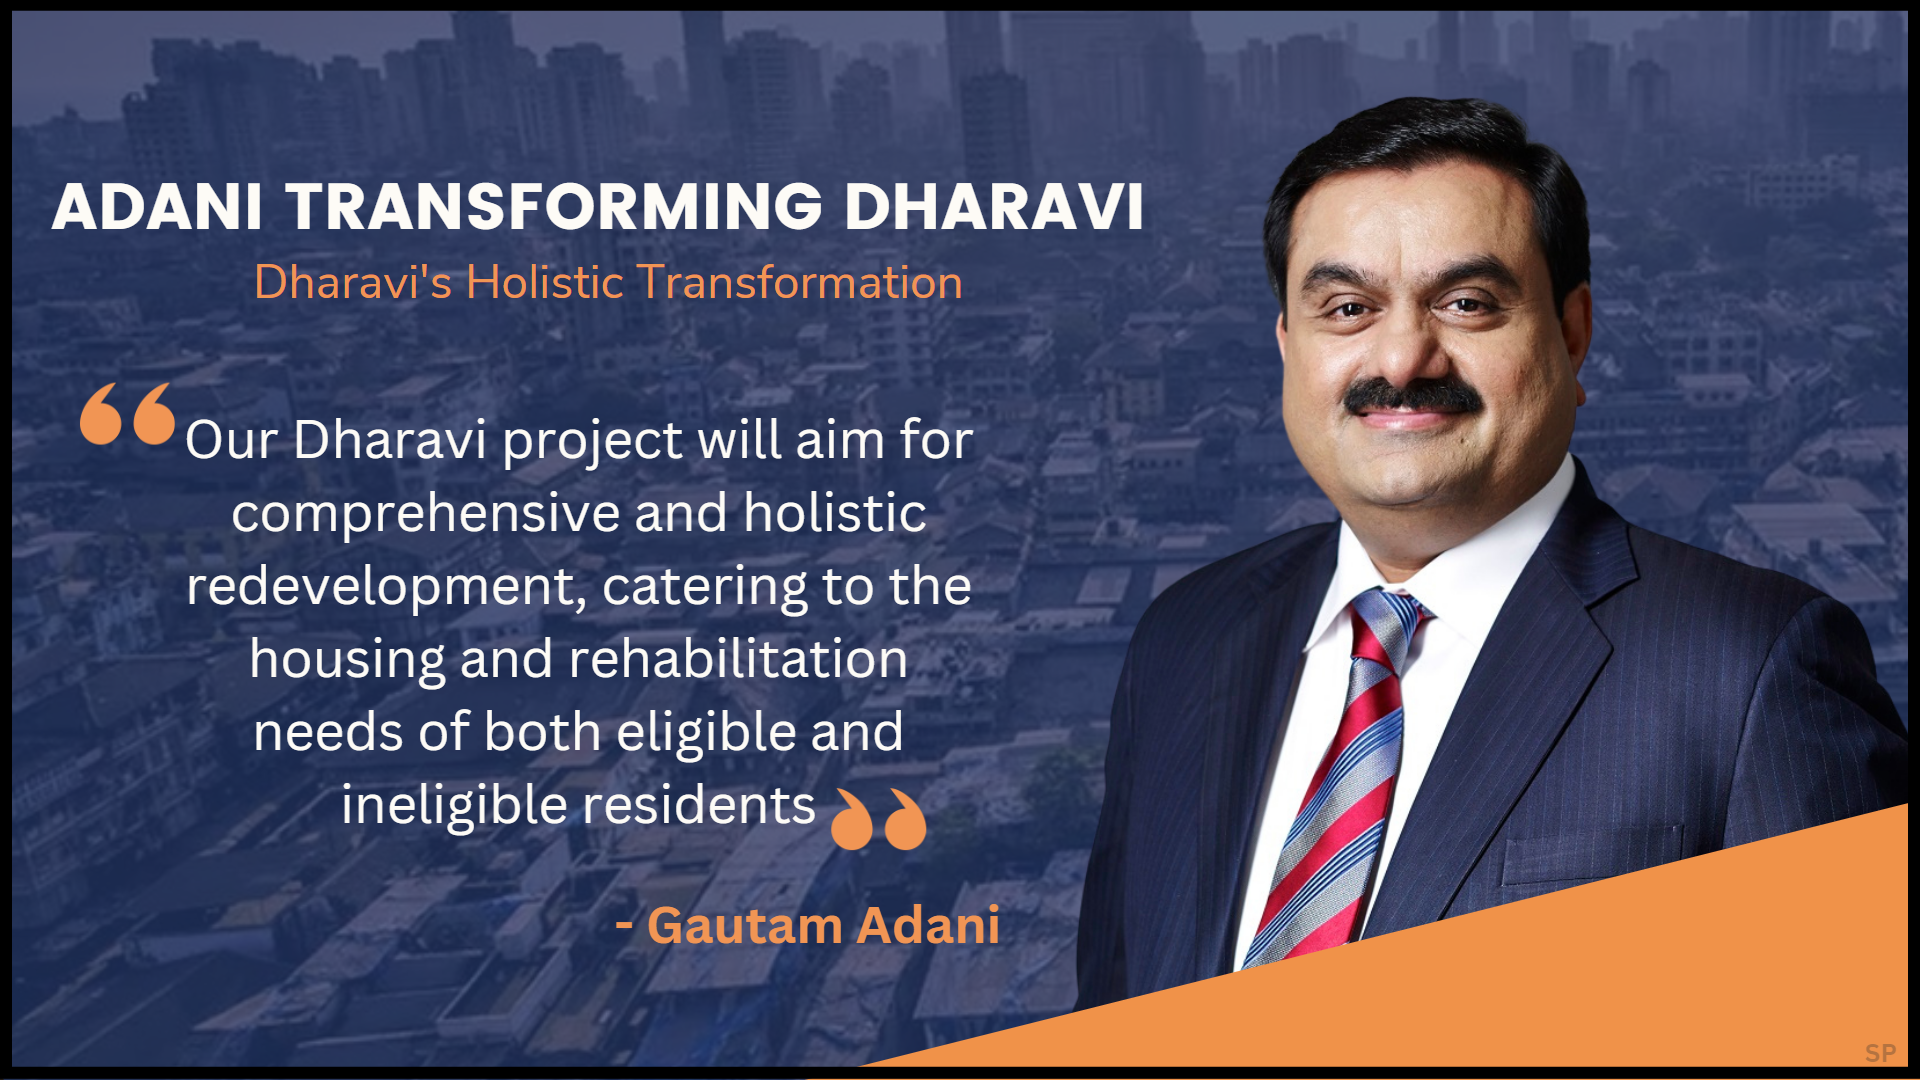 ADANI TRANSFORMING DHARAVI
Dharavi's Holistic Transformation
“Our Dharavi project will aim for
comprehensive and holistic
redevelopment, catering to the
housing and rehabilitation
needs of both eligible and
ineligible residents”
- Gautam Adani
SP